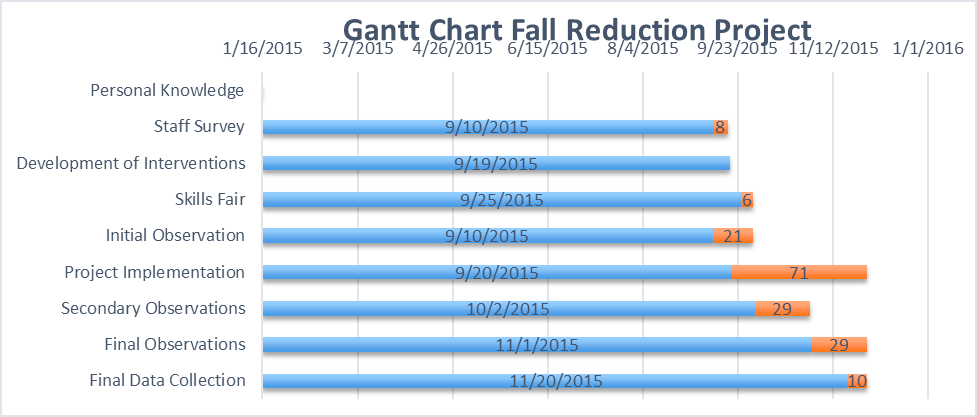 Gantt Chart Fall Reduction Project
1/16/2015 3/7/2015 4/26/2015 6/15/2015 8/4/2015 9/23/2015 11/12/2015 1/1/2016
Personal Knowledge
Staff Survey 9/10/2015 8
Development of Interventions 9/19/2015
Skills Fair 9/25/2015 6
Initial Observation 9/10/2015 21
Project Implementation 9/20/2015 71
Secondary Observations 10/2/2015 29
Final Observations 11/1/2015 29
Final Data Collection 11/20/2015 10